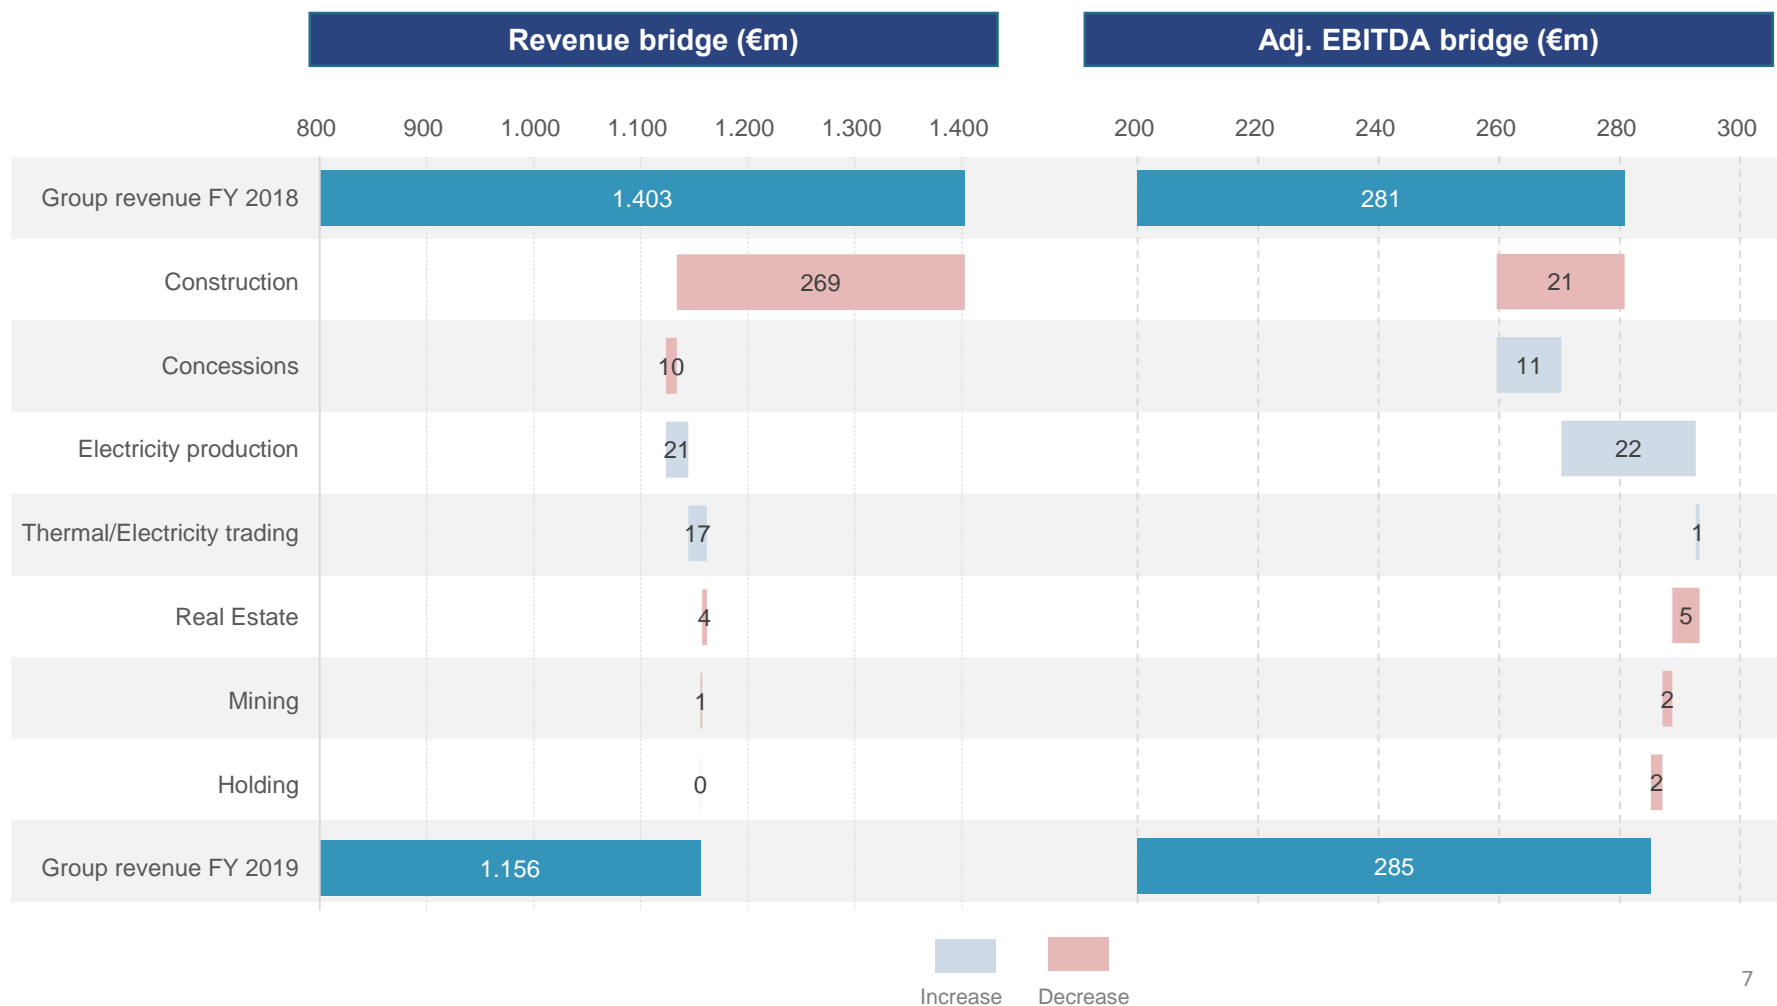 Revenue bridge (€m)
Adj. EBITDA bridge (€m)
800 900 1.000 1.100 1.200 1.300 1.400
200 220 240 260 280 300
Group revenue FY 2018 1.403 281
Construction 269 21
Concessions 10 11
Electricity production 21 22
Thermal/Electricity trading 17 1
Real Estate 4 5
Mining 1 2
Holding 0 2
Group revenue FY 2019 1.156 285
Increase Decrease
7